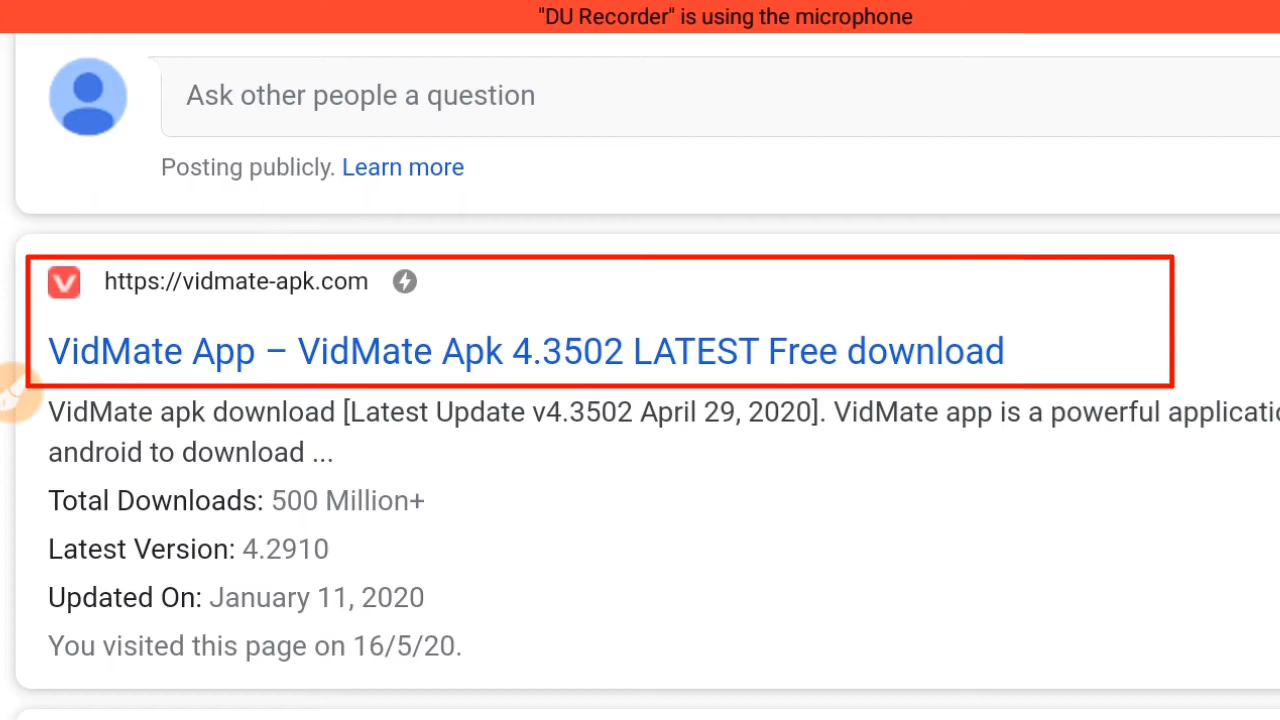 "DU Recorder" is using the microphone
Ask other people a question
Posting publicly. Learn more
https://vidmate-apk.com
VidMate App – VidMate Apk 4.3502 LATEST Free download
VidMate apk download [Latest Update v4.3502 April 29, 2020]. VidMate app is a powerful applicatio
android to download ...
Total Downloads: 500 Million+
Latest Version: 4.2910
Updated On: January 11, 2020
You visited this page on 16/5/20.